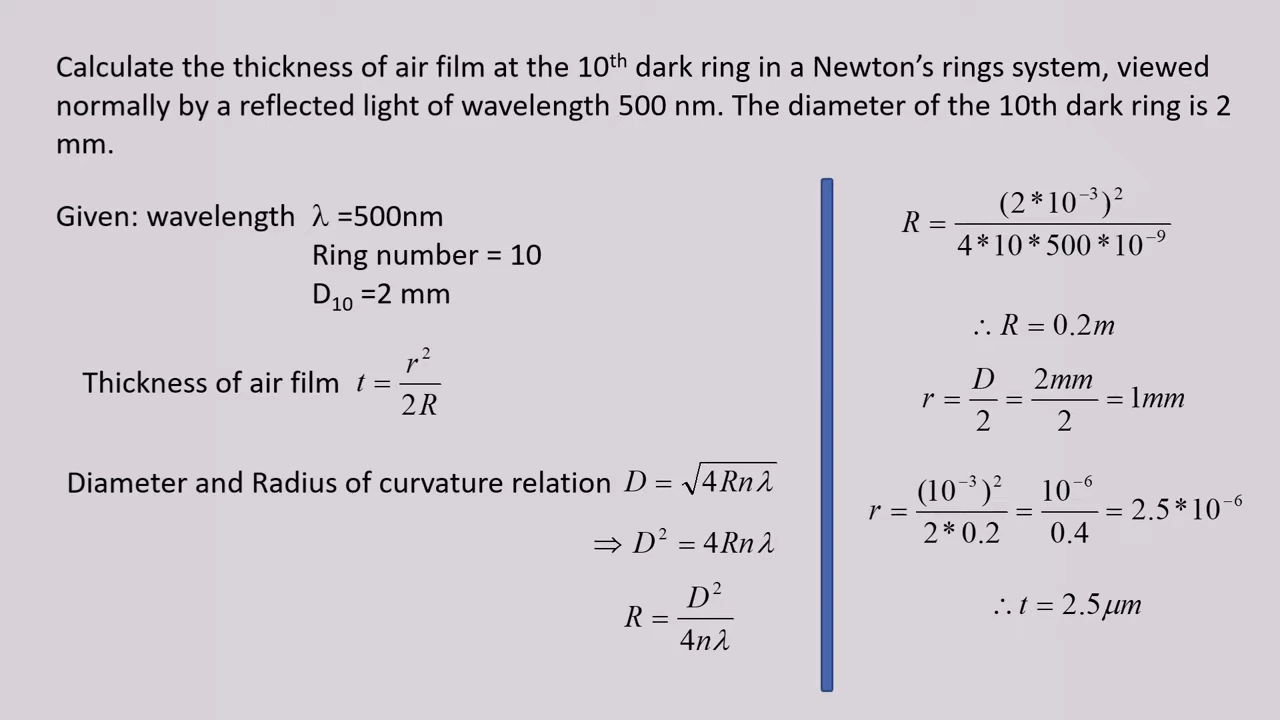 Calculate the thickness of air film at the 10th dark ring in a Newton's rings system, viewed
normally by a reflected light of wavelength 500 nm. The diameter of the 10th dark ring is 2
mm.
Given: wavelength λ =500nm
Ring number = 10
D₁₀ =2 mm
Thickness of air film t = r² / 2R
Diameter and Radius of curvature relation D = √4Rnλ
⇒ D² = 4Rnλ
R = D² / 4nλ
R = (2*10⁻³)² / 4*10*500*10⁻⁹
∴ R = 0.2m
r = D / 2 = 2mm / 2 = 1mm
r = (10⁻³)² / 2*0.2 = 10⁻⁶ / 0.4 = 2.5*10⁻⁶
∴ t = 2.5μm